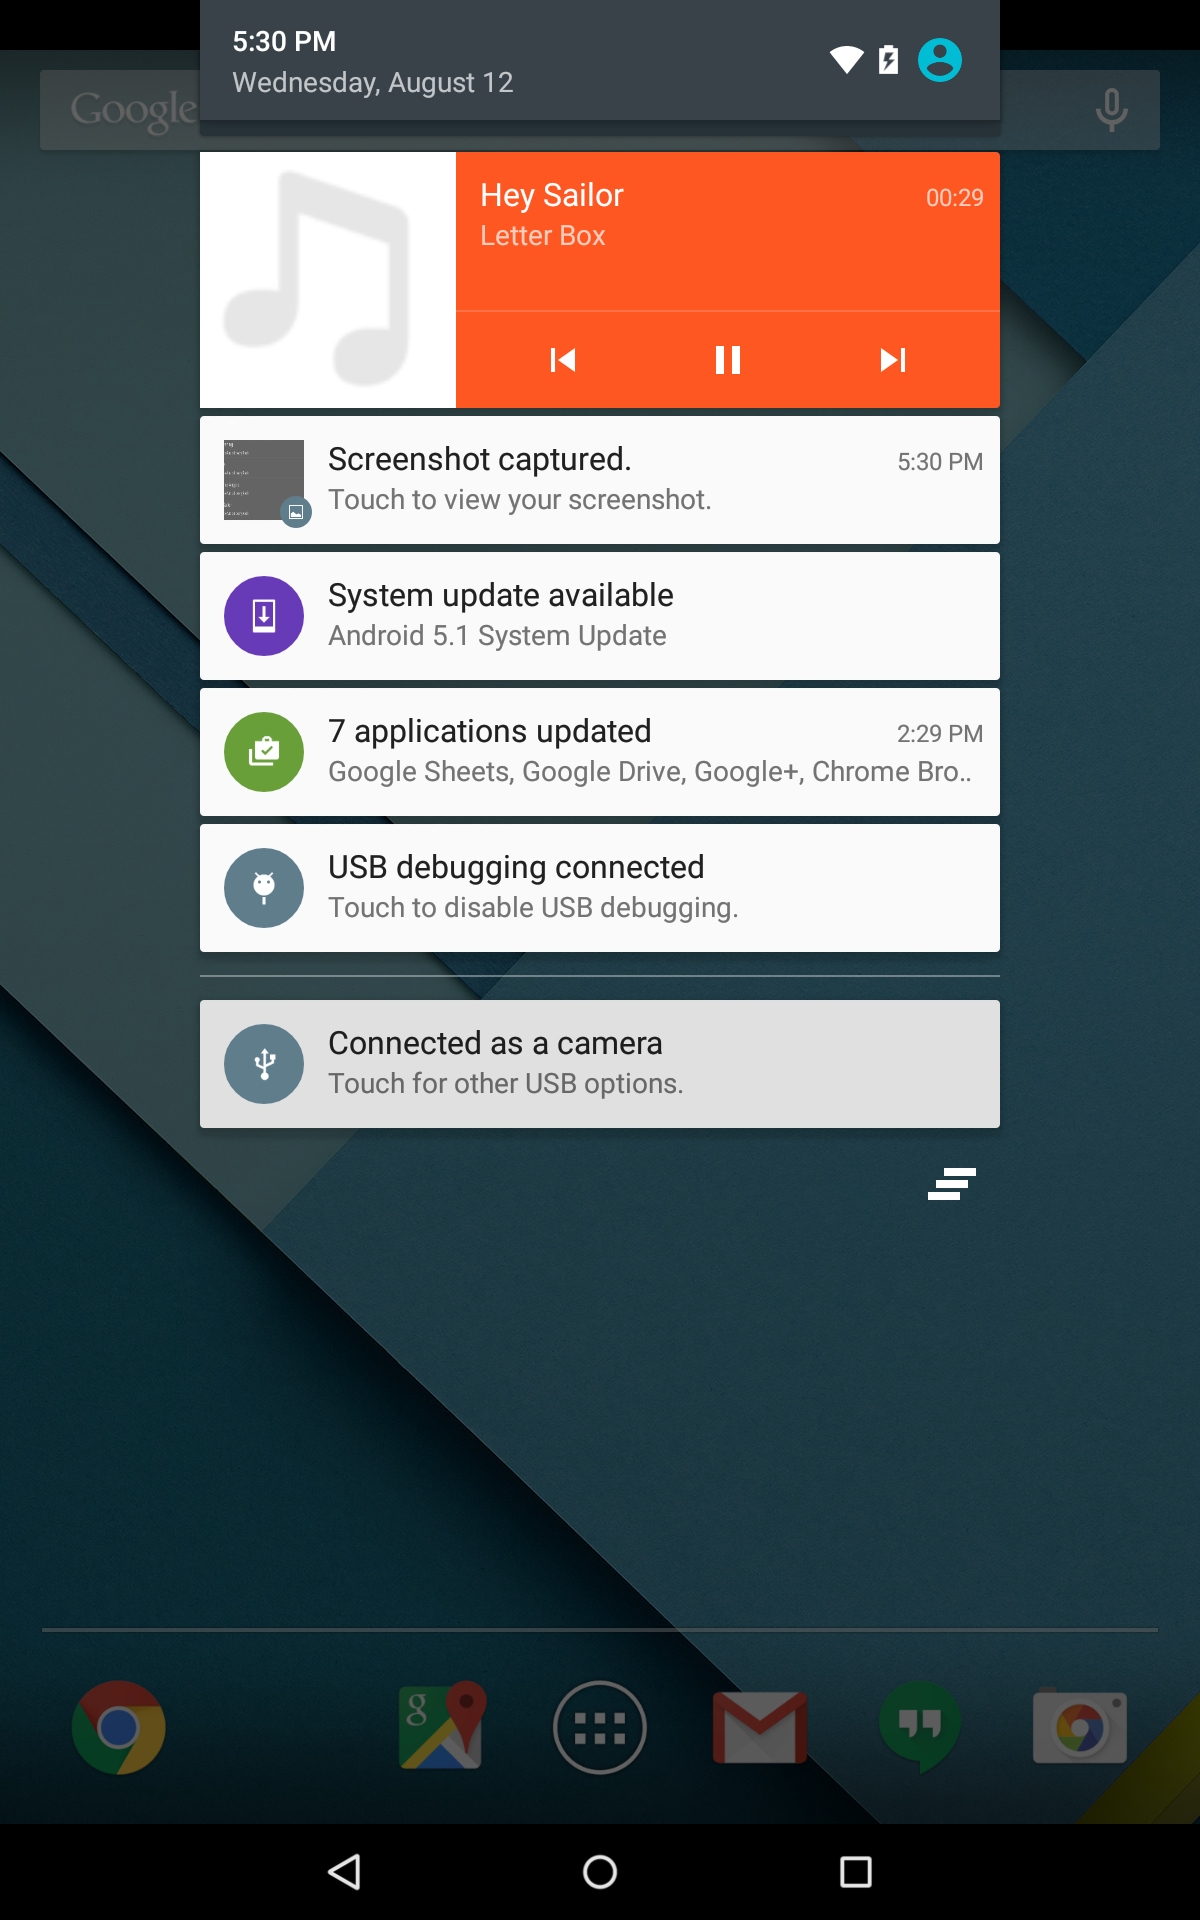 5:30 PM
Wednesday, August 12
Google
Hey Sailor
00:29
Letter Box
Screenshot captured.
5:30 PM
Touch to view your screenshot.
System update available
Android 5.1 System Update
7 applications updated
2:29 PM
Google Sheets, Google Drive, Google+, Chrome Bro..
USB debugging connected
Touch to disable USB debugging.
Connected as a camera
Touch for other USB options.
g